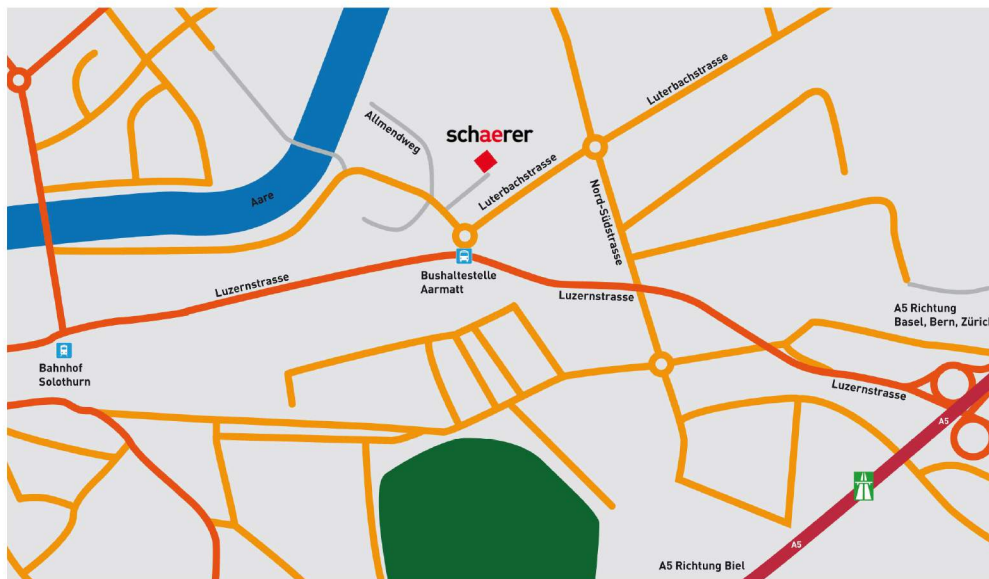 Luterbachstrasse
Allmendweg
schaerer
Luterbachstrasse
Nord-Südstrasse
Aare
Luzernstrasse
Bushaltestelle
Aarmatt
Luzernstrasse
A5 Richtung
Basel, Bern, Züric
Bahnhof
Solothurn
Luzernstrasse
A5
A5
A5 Richtung Biel